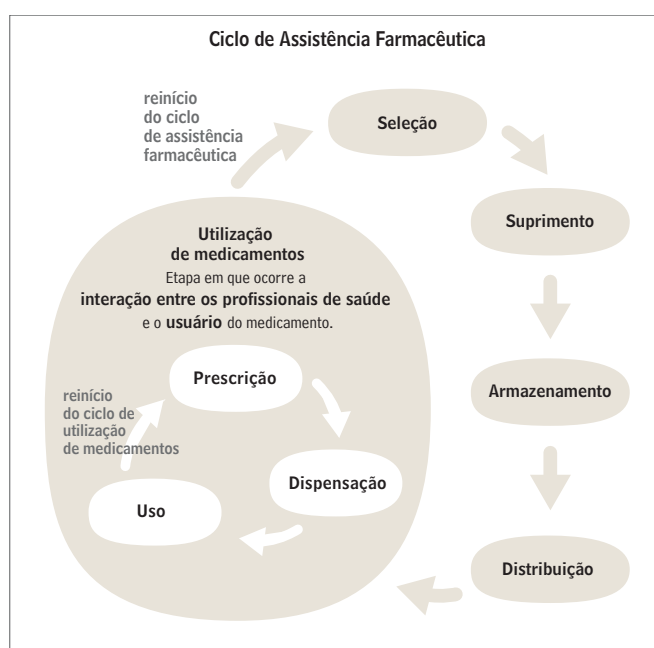 Ciclo de Assistência Farmacêutica
reinício
do ciclo
de assistência
farmacêutica
Seleção
Suprimento
Armazenamento
Distribuição
Utilização
de medicamentos
Etapa em que ocorre a
interação entre os profissionais de saúde
e o usuário do medicamento.
Prescrição
Dispensação
Uso
reinício
do ciclo de
utilização
de medicamentos